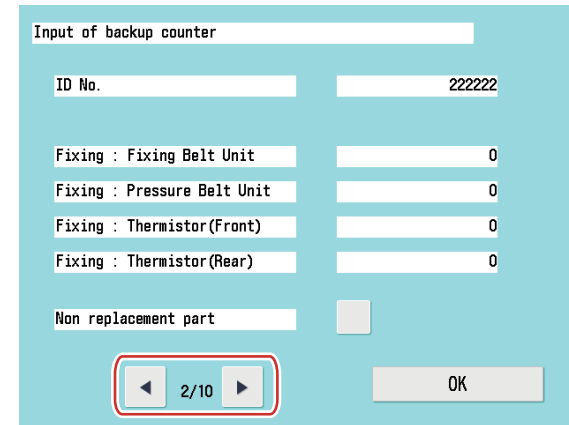 Input of backup counter
ID No. 222222
Fixing : Fixing Belt Unit 0
Fixing : Pressure Belt Unit 0
Fixing : Thermistor(Front) 0
Fixing : Thermistor(Rear) 0
Non replacement part
2/10 OK